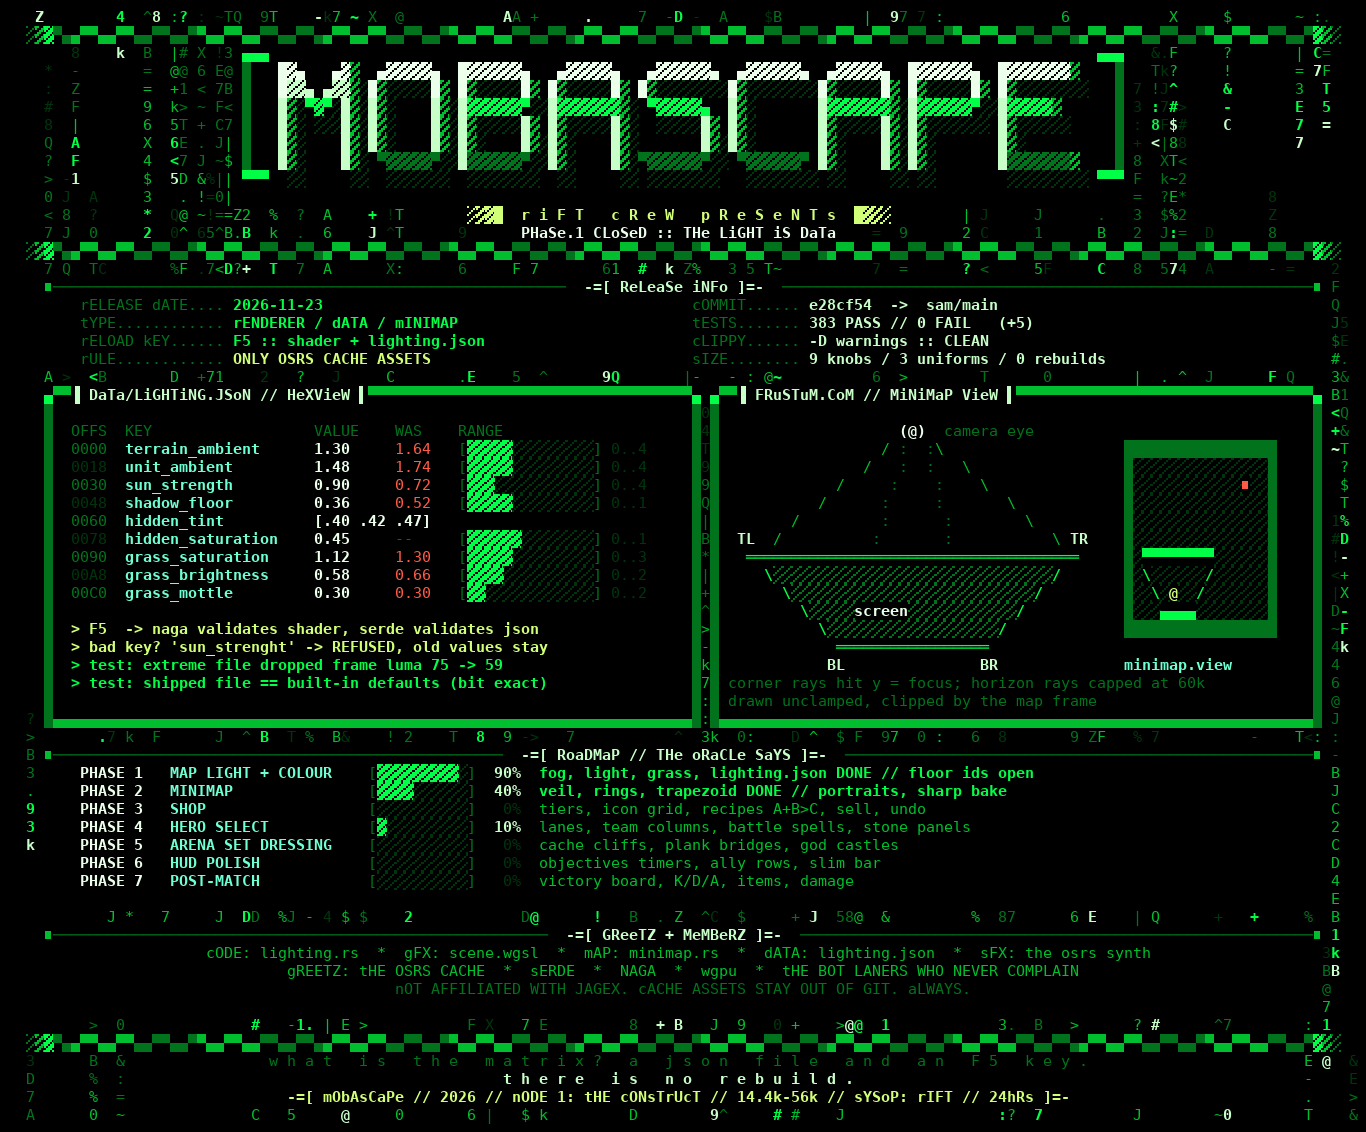 MOBASCAPE
riFT cReW pReSeNTs
PHaSe.1 CLoSeD :: THe LiGHT iS DaTa
-=[ ReLeaSe iNFo ]=-
rELEASE dATE.... 2026-11-23 cOMMIT...... e28cf54 -> sam/main
tYPE............ rENDERER / dATA / mINIMAP tESTS....... 383 PASS // 0 FAIL (+5)
rELOAD kEY...... F5 :: shader + lighting.json cLIPPY...... -D warnings :: CLEAN
rULE............ ONLY OSRS CACHE ASSETS sIZE........ 9 knobs / 3 uniforms / 0 rebuilds
DaTa/LiGHTiNG.JSoN // HeXVieW
OFFS KEY VALUE WAS RANGE
0000 terrain_ambient 1.30 1.64 [ ] 0..4
0018 unit_ambient 1.48 1.74 [ ] 0..4
0030 sun_strength 0.90 0.72 [ ] 0..4
0048 shadow_floor 0.36 0.52 [ ] 0..1
0060 hidden_tint [.40 .42 .47]
0078 hidden_saturation 0.45 -- [ ] 0..1
0090 grass_saturation 1.12 1.30 [ ] 0..3
00A8 grass_brightness 0.58 0.66 [ ] 0..2
00C0 grass_mottle 0.30 0.30 [ ] 0..2
> F5 -> naga validates shader, serde validates json
> bad key? 'sun_strenght' -> REFUSED, old values stay
> test: extreme file dropped frame luma 75 -> 59
> test: shipped file == built-in defaults (bit exact)
FRuSTuM.CoM // MiNiMaP VieW
(@) camera eye
TL TR
screen
@
BL BR minimap.view
corner rays hit y = focus; horizon rays capped at 60k
drawn unclamped, clipped by the map frame
-=[ RoaDMaP // THe oRaCLe SaYS ]=-
PHASE 1 MAP LIGHT + COLOUR [ ] 90% fog, light, grass, lighting.json DONE // floor ids open
PHASE 2 MINIMAP [ ] 40% veil, rings, trapezoid DONE // portraits, sharp bake
PHASE 3 SHOP [ ] 0% tiers, icon grid, recipes A+B>C, sell, undo
PHASE 4 HERO SELECT [ ] 10% lanes, team columns, battle spells, stone panels
PHASE 5 ARENA SET DRESSING [ ] 0% cache cliffs, plank bridges, god castles
PHASE 6 HUD POLISH [ ] 0% objectives timers, ally rows, slim bar
PHASE 7 POST-MATCH [ ] 0% victory board, K/D/A, items, damage
-=[ GReeTZ + MeMBeRZ ]=-
cODE: lighting.rs * gFX: scene.wgsl * mAP: minimap.rs * dATA: lighting.json * sFX: the osrs synth
gREETZ: tHE OSRS CACHE * sERDE * NAGA * wgpu * tHE BOT LANERS WHO NEVER COMPLAIN
nOT AFFILIATED WITH JAGEX. cACHE ASSETS STAY OUT OF GIT. aLWAYS.
what is the matrix? a json file and an F5 key.
there is no rebuild.
-=[ mObAsCaPe // 2026 // nODE 1: tHE cONsTrUcT // 14.4k-56k // sYSoP: rIFT // 24hRs ]=-